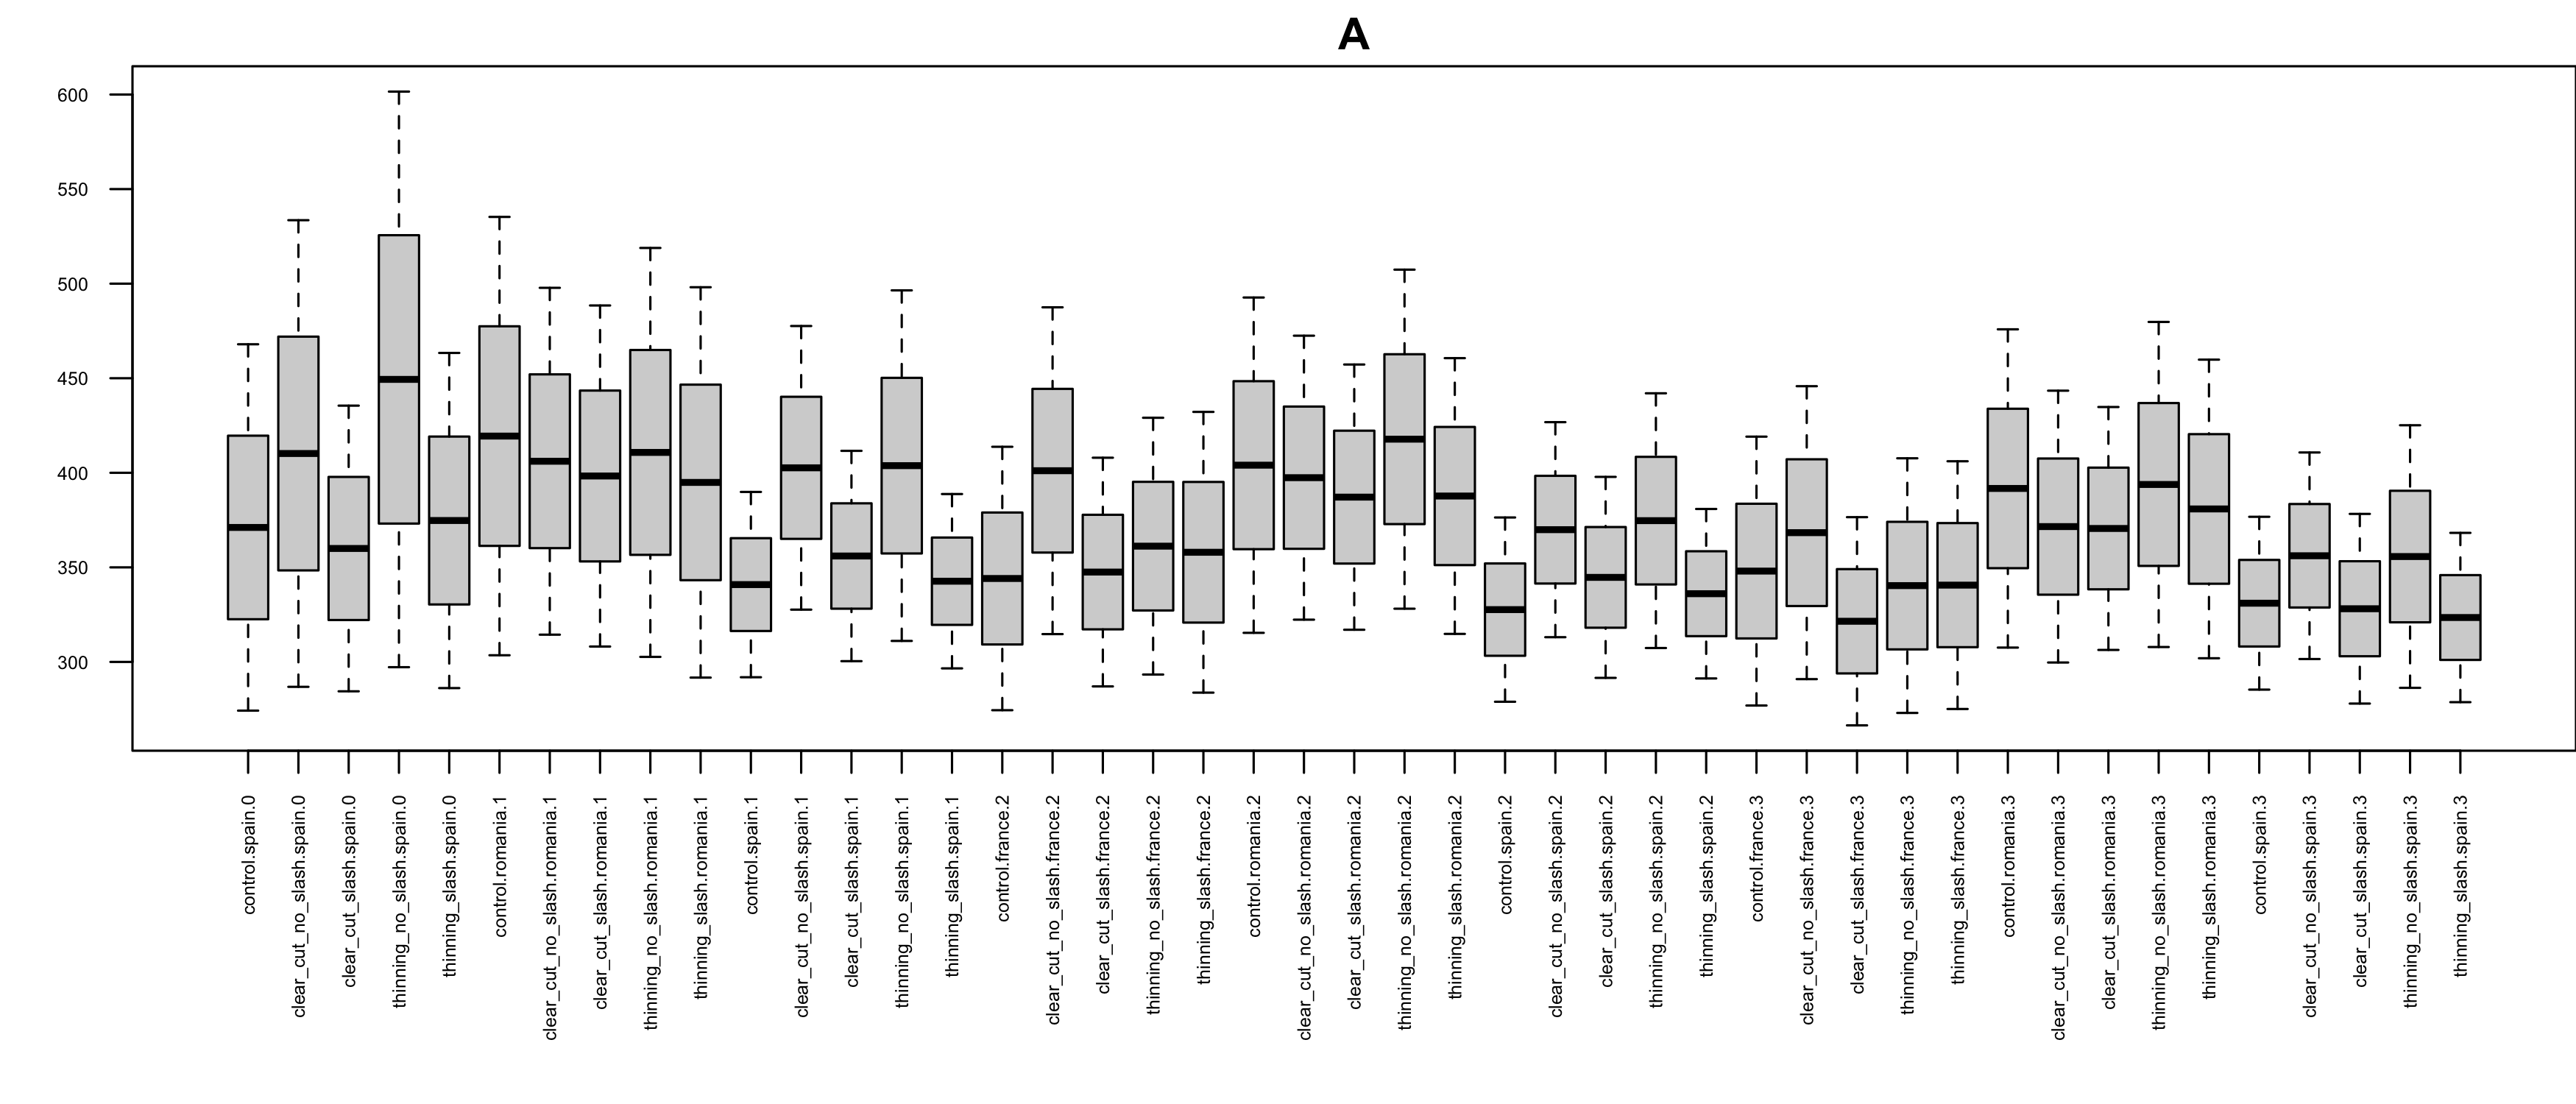 A
600
550
500
450
400
350
300
control.spain.0
clear_cut_no_slash.spain.0
clear_cut_slash.spain.0
thinning_no_slash.spain.0
thinning_slash.spain.0
control.romania.1
clear_cut_no_slash.romania.1
clear_cut_slash.romania.1
thinning_no_slash.romania.1
thinning_slash.romania.1
control.spain.1
clear_cut_no_slash.spain.1
clear_cut_slash.spain.1
thinning_no_slash.spain.1
thinning_slash.spain.1
control.france.2
clear_cut_no_slash.france.2
clear_cut_slash.france.2
thinning_no_slash.france.2
thinning_slash.france.2
control.romania.2
clear_cut_no_slash.romania.2
clear_cut_slash.romania.2
thinning_no_slash.romania.2
thinning_slash.romania.2
control.spain.2
clear_cut_no_slash.spain.2
clear_cut_slash.spain.2
thinning_no_slash.spain.2
thinning_slash.spain.2
control.france.3
clear_cut_no_slash.france.3
clear_cut_slash.france.3
thinning_no_slash.france.3
thinning_slash.france.3
control.romania.3
clear_cut_no_slash.romania.3
clear_cut_slash.romania.3
thinning_no_slash.romania.3
thinning_slash.romania.3
control.spain.3
clear_cut_no_slash.spain.3
clear_cut_slash.spain.3
thinning_no_slash.spain.3
thinning_slash.spain.3